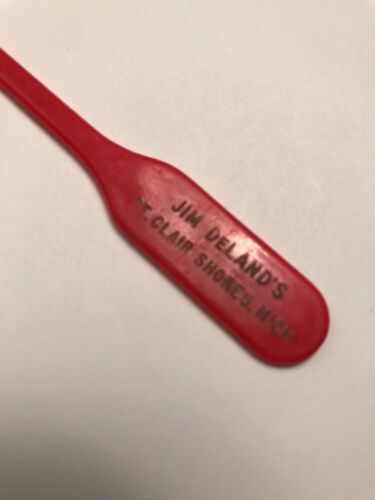 JIM DELAND'S
ST. CLAIR SHORES, MICH